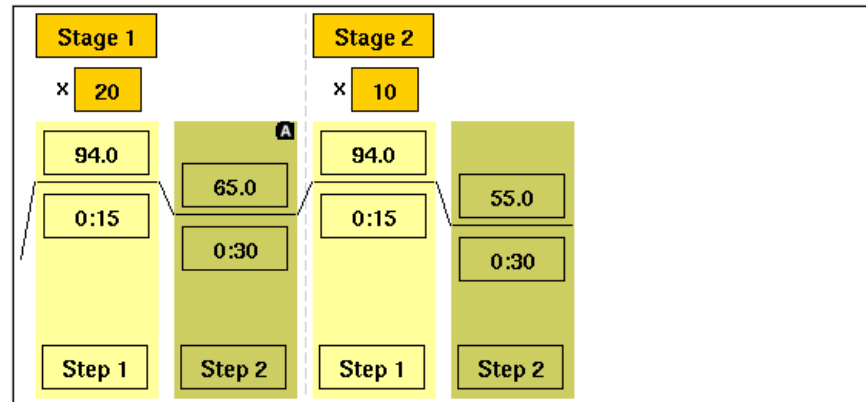 Stage 1 Stage 2
x 20 x 10
A
94.0 65.0 94.0 55.0
0:15 0:30 0:15 0:30
Step 1 Step 2 Step 1 Step 2